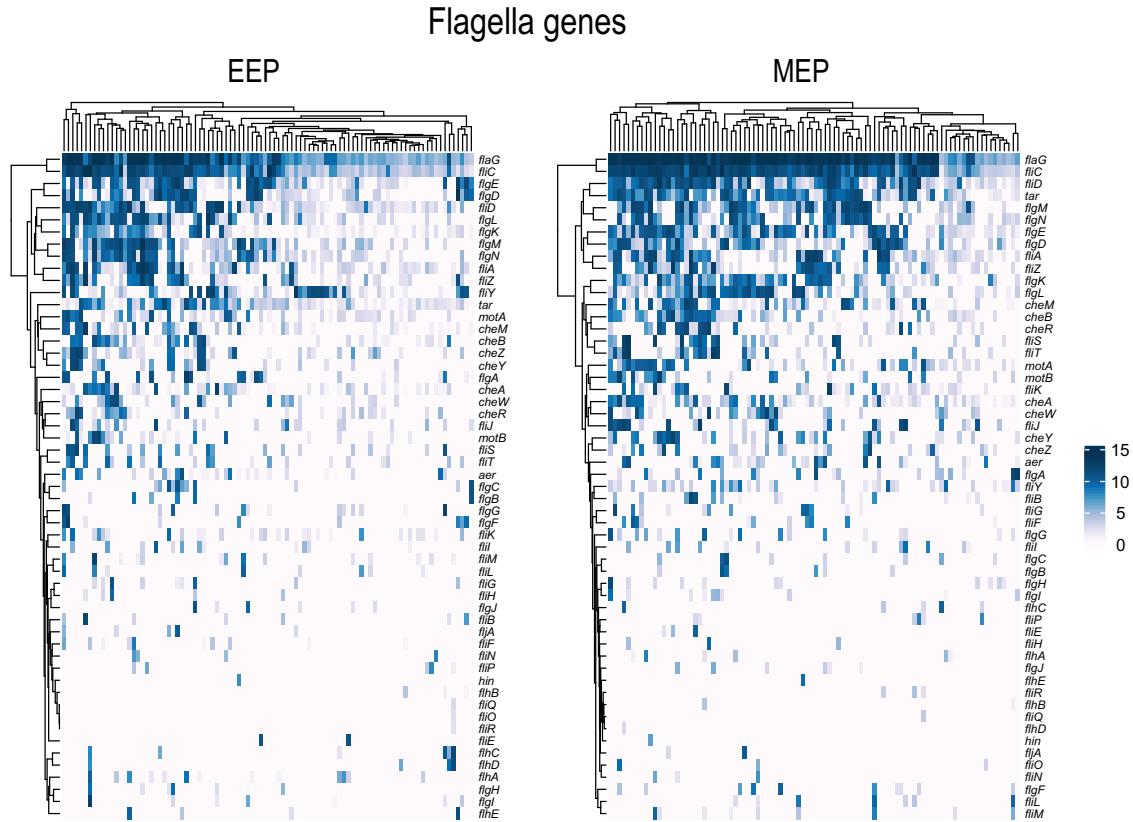 Flagella genes
EEP
MEP
flaG
fliC
flgE
flgD
fliD
flgL
flgK
flgM
flgN
fliA
fliZ
fliY
tar
motA
cheM
cheB
cheZ
cheY
flgA
cheA
cheW
cheR
fliJ
motB
fliS
fliT
aer
flgC
flgB
flgG
flgF
fliK
fliI
fliM
fliL
fliG
fliH
flgJ
fliB
fljA
fliF
fliN
fliP
hin
flhB
fliQ
fliO
fliR
fliE
flhC
flhD
flhA
flgH
flgI
flhE
flaG
fliC
fliD
tar
flgM
flgN
flgE
flgD
fliA
fliZ
flgK
flgL
cheM
cheB
cheR
fliS
fliT
motA
motB
fliK
cheA
cheW
fliJ
cheY
cheZ
aer
flgA
fliY
fliB
fliG
fliF
flgG
fliI
flgC
flgB
flgH
flgI
flhC
fliP
fliE
fliH
flhA
flgJ
flhE
fliR
flhB
fliQ
flhD
hin
fljA
fliO
fliN
flgF
fliL
fliM
15
10
5
0